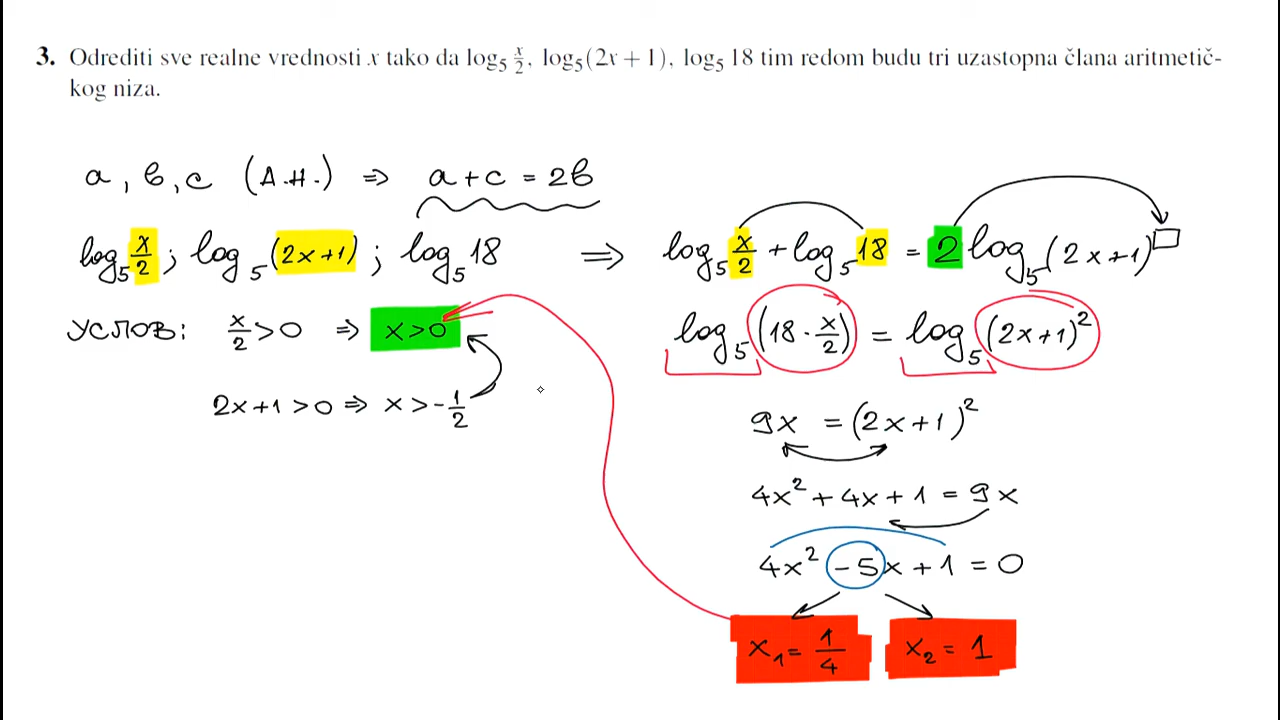 3. Odrediti sve realne vrednosti x tako da log₅ x/2, log₅(2x + 1), log₅ 18 tim redom budu tri uzastopna člana aritmetič-
kog niza.
a, b, c (А.Н.) ⇒ a+c = 2b
log₅ x/2 ; log₅ (2x+1) ; log₅ 18 ⇒ log₅ x/2 + log₅ 18 = 2 log₅ (2x+1)
УСЛОВ: x/2 > 0 ⇒ x>0
2x+1 > 0 ⇒ x > -1/2
log₅ (18 · x/2) = log₅ (2x+1)²
9x = (2x+1)²
4x² + 4x + 1 = 9x
4x² -5x + 1 = 0
x₁ = 1/4 x₂ = 1